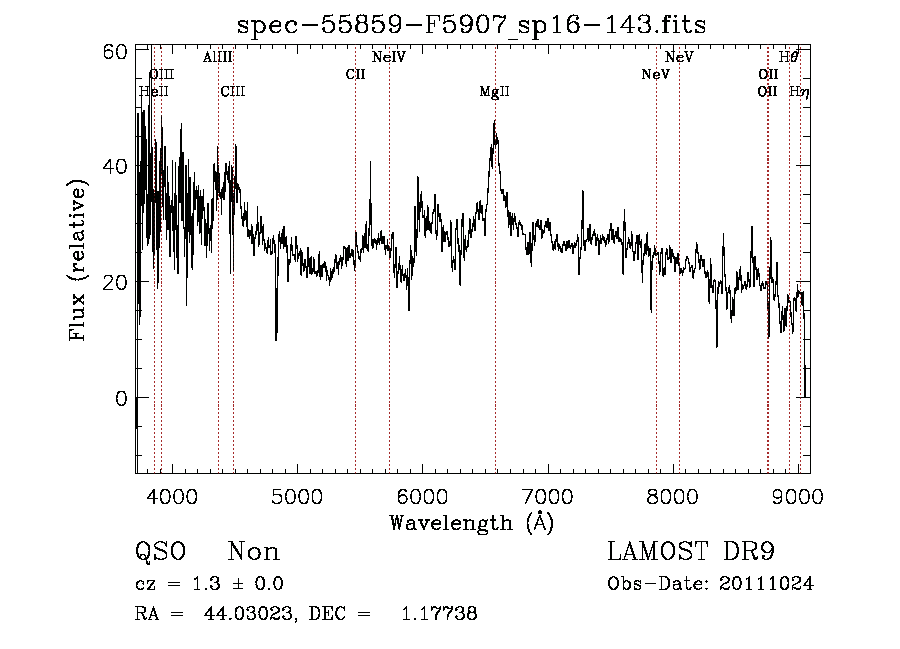 spec-55859-F5907_sp16-143.fits
AlIII NeIV NeV Hθ
OIII CII NeV OII
HeII CIII MgII OII Hη
60
40
20
0
Flux (relative)
4000 5000 6000 7000 8000 9000
Wavelength (Å)
QSO Non LAMOST DR9
cz = 1.3 ± 0.0 Obs-Date: 20111024
RA = 44.03023, DEC = 1.17738